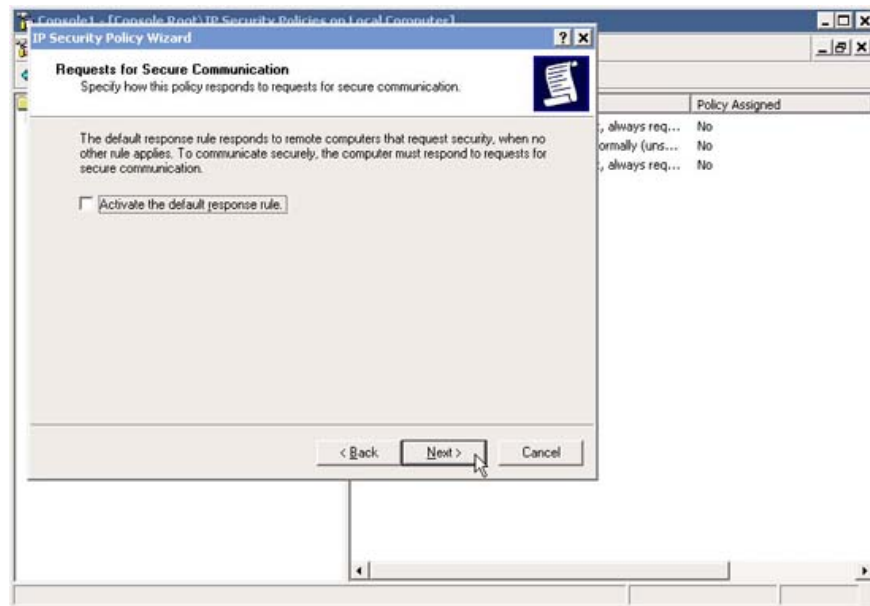 Console1 - [Console Root\IP Security Policies on Local Computer]
IP Security Policy Wizard
Requests for Secure Communication
Specify how this policy responds to requests for secure communication.
The default response rule responds to remote computers that request security, when no
other rule applies. To communicate securely, the computer must respond to requests for
secure communication.
Activate the default response rule.
< Back
Next >
Cancel
Policy Assigned
, always req... No
ormally (uns... No
, always req... No